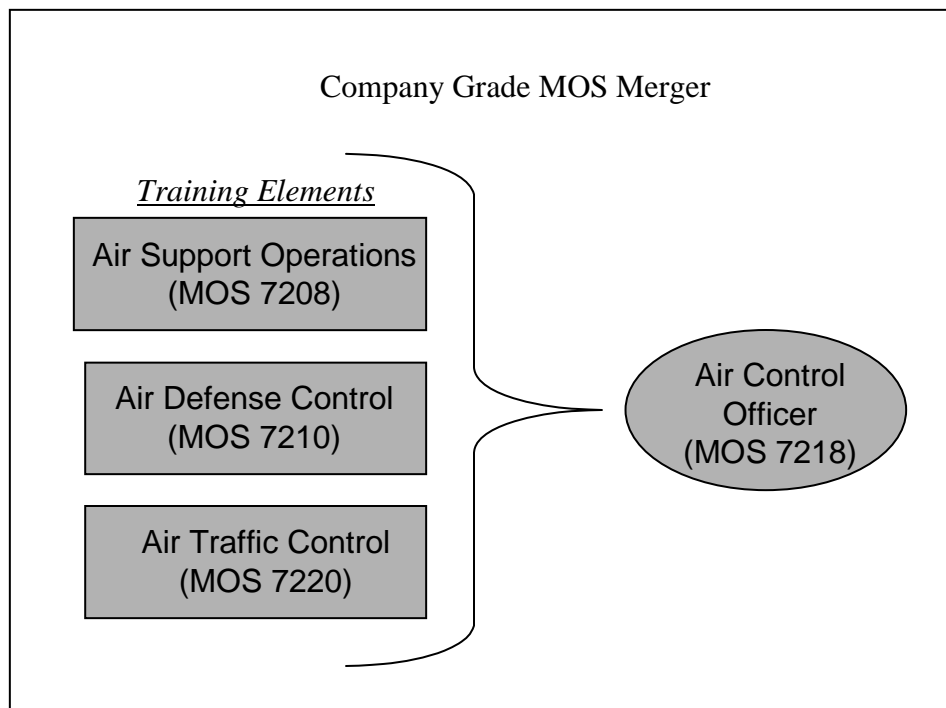 Company Grade MOS Merger
Training Elements
Air Support Operations
(MOS 7208)
Air Defense Control
(MOS 7210)
Air Traffic Control
(MOS 7220)
Air Control
Officer
(MOS 7218)